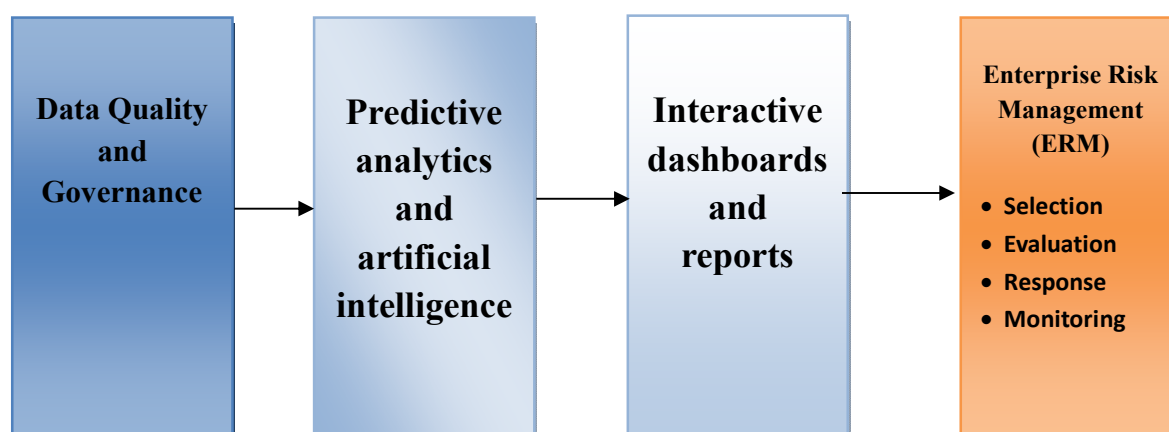 Data Quality
and
Governance
Predictive
analytics
and
artificial
intelligence
Interactive
dashboards
and
reports
Enterprise Risk
Management
(ERM)
• Selection
• Evaluation
• Response
• Monitoring